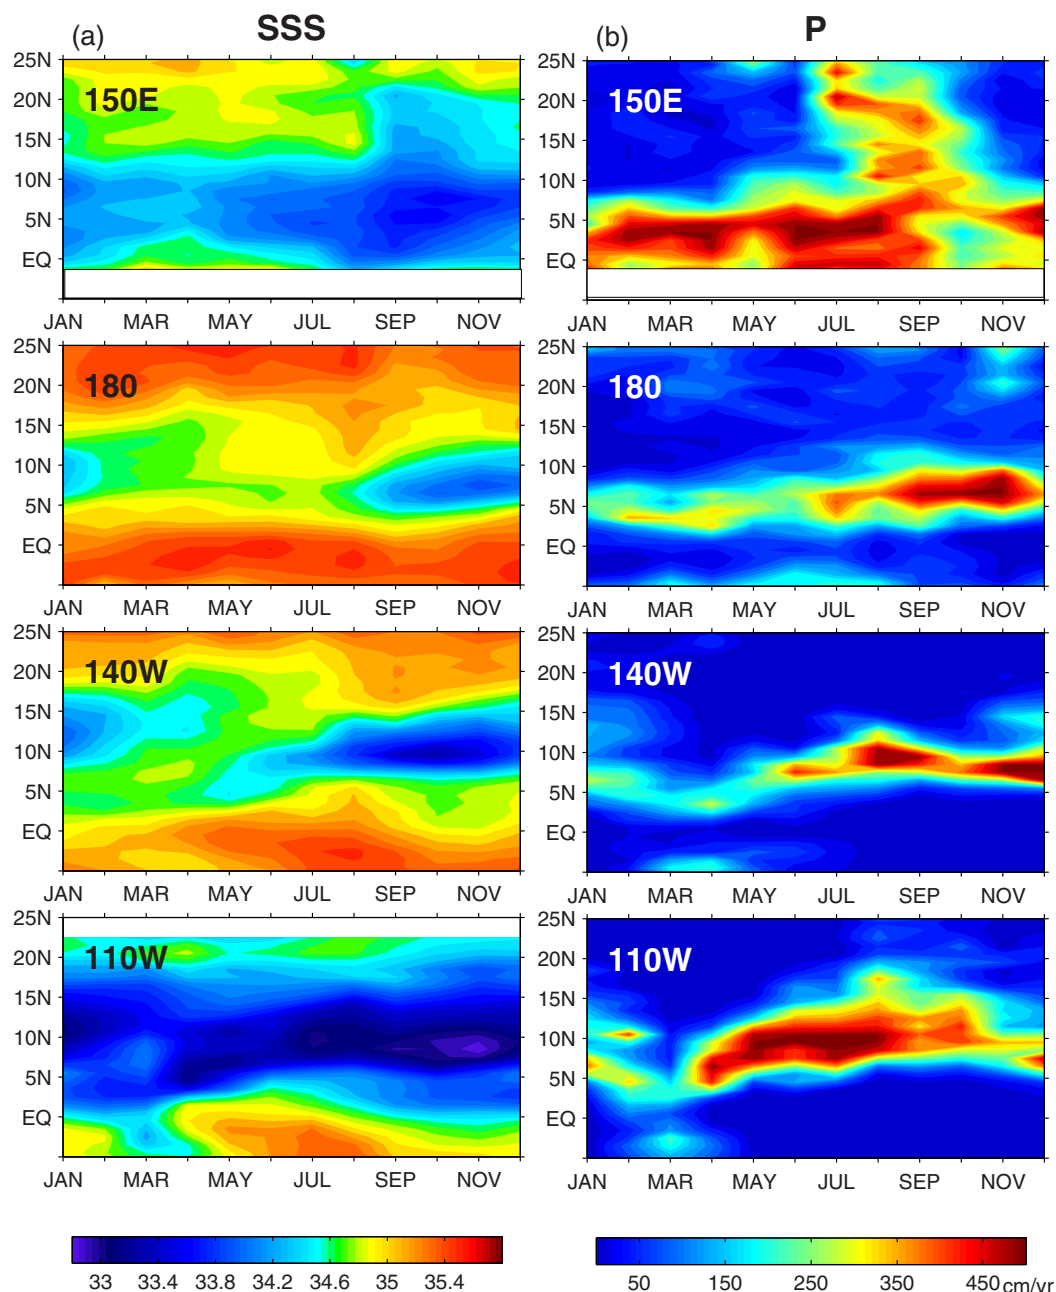 (a) SSS (b) P
25N 25N
20N 150E 20N 150E
15N 15N
10N 10N
5N 5N
EQ EQ
JAN MAR MAY JUL SEP NOV JAN MAR MAY JUL SEP NOV
25N 25N
20N 180 20N 180
15N 15N
10N 10N
5N 5N
EQ EQ
JAN MAR MAY JUL SEP NOV JAN MAR MAY JUL SEP NOV
25N 25N
20N 140W 20N 140W
15N 15N
10N 10N
5N 5N
EQ EQ
JAN MAR MAY JUL SEP NOV JAN MAR MAY JUL SEP NOV
25N 25N
20N 110W 20N 110W
15N 15N
10N 10N
5N 5N
EQ EQ
JAN MAR MAY JUL SEP NOV JAN MAR MAY JUL SEP NOV
33 33.4 33.8 34.2 34.6 35 35.4 50 150 250 350 450 cm/yr